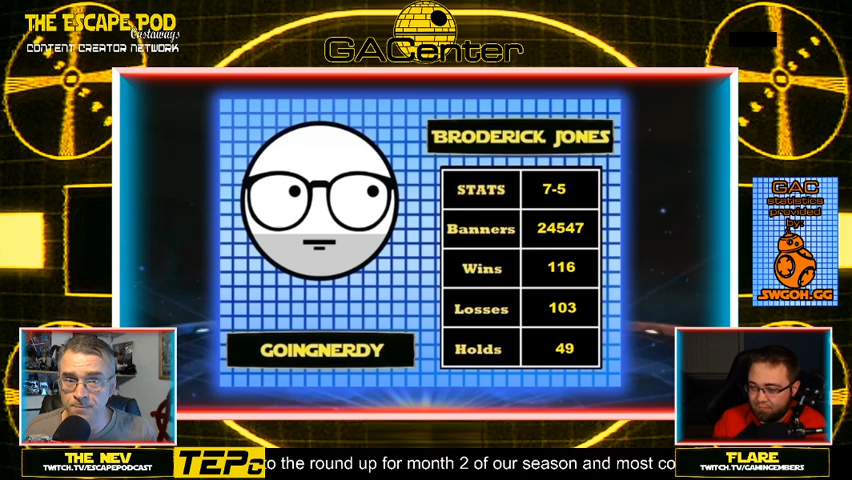 THE ESCAPE POD
Castaways
CONTENT CREATOR NETWORK
GACenter
BRODERICK JONES
STATS 7-5
Banners 24547
Wins 116
Losses 103
Holds 49
GOINGNERDY
GAC
statistics
provided
by:
SWGOH.GG
THE NEV
TWITCH.TV/ESCAPEPODCAST
FLARE
TWITCH.TV/GAMINGEMBERS
TEPc
to the round up for month 2 of our season and most co